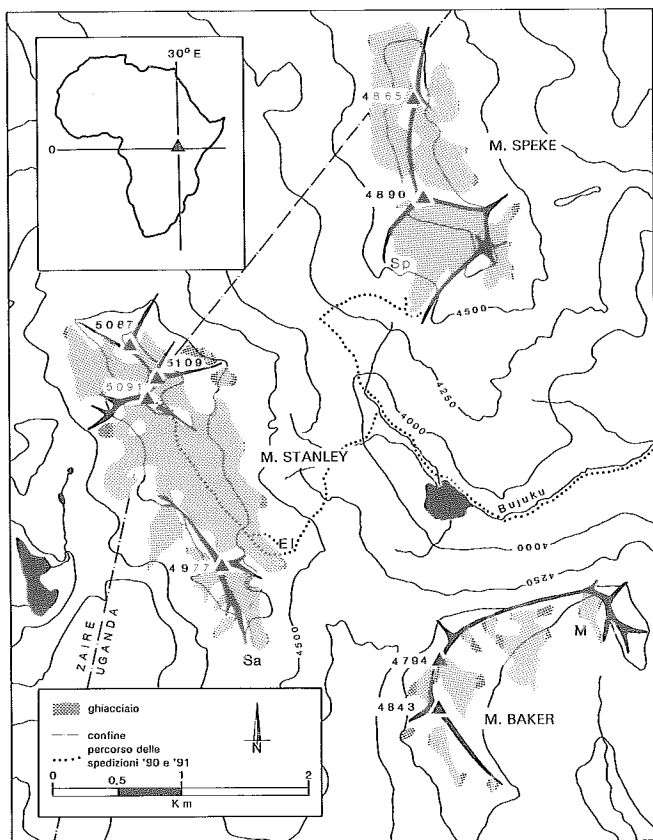 30° E
0
4865
M. SPEKE
4890
Sp
4500
5087
5109
5091
4250
4000
M. STANLEY
Bujuku
El
4000
4977
4250
ZAIRE
UGANDA
4500
Sa
M
4794
4843
M. BAKER
ghiacciaio
confine
percorso delle
spedizioni '90 e '91
N
0 0,5 1 2
Km